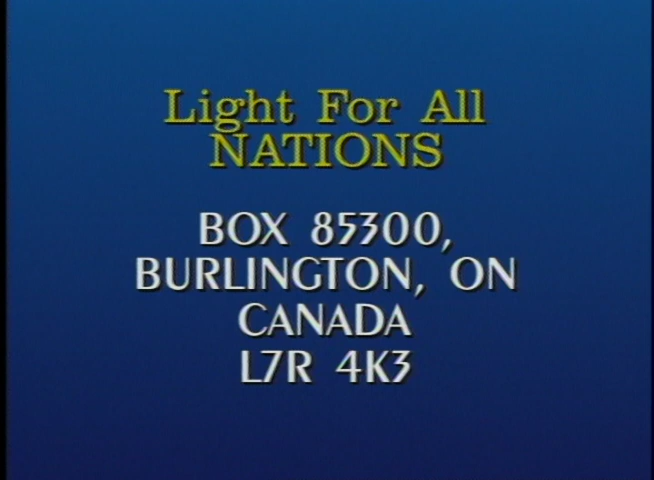 Light For All
NATIONS
BOX 85300,
BURLINGTON, ON
CANADA
L7R 4K3